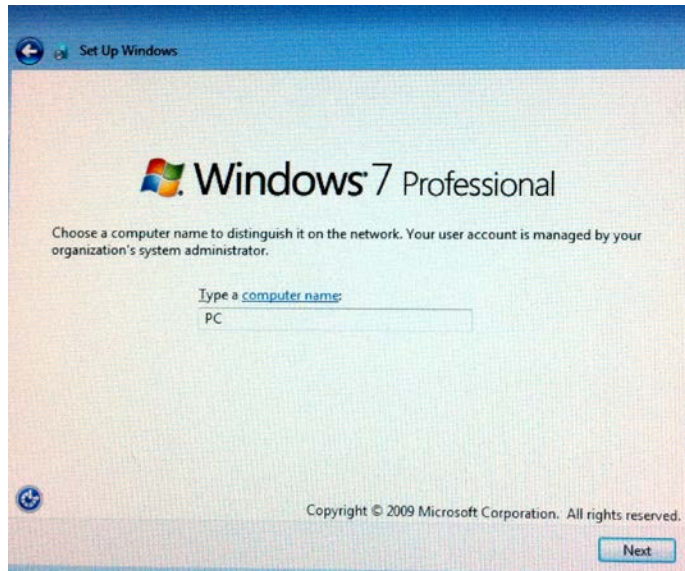 Set Up Windows
Windows 7 Professional
Choose a computer name to distinguish it on the network. Your user account is managed by your
organization's system administrator.
Type a computer name:
PC
Copyright © 2009 Microsoft Corporation. All rights reserved.
Next